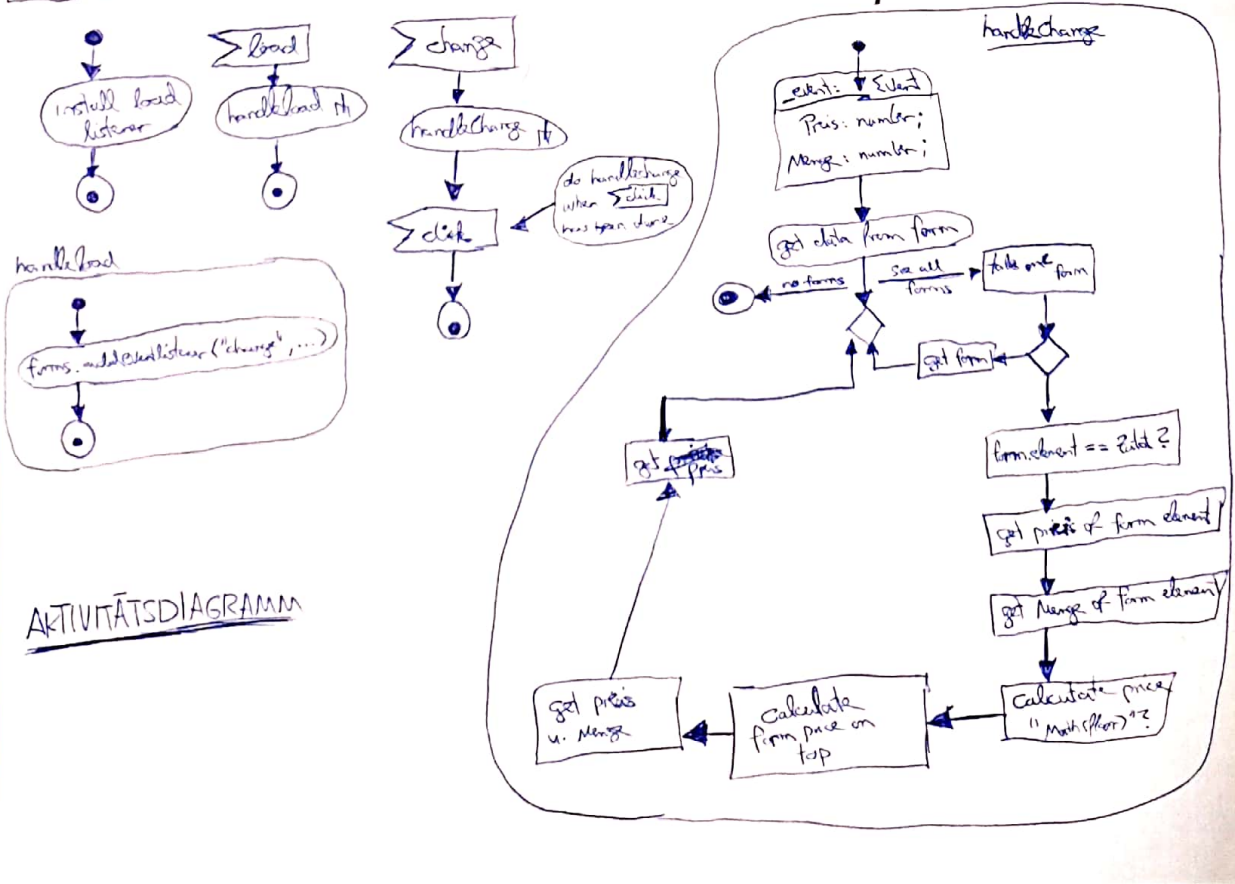 install load
listener
load
handleload
change
handleChange
click
do handlechange
when click
has been done
handleload
forms.addEventlistener("change",...)
AKTIVITÄTSDIAGRAMM
handleChange
_event: Event
Preis: number;
Menge: number;
get data from form
no forms
see all
forms
form
get form
form.element == Zutat?
get preis of form element
get Menge of form element
calculate price
"Math(floor)"?
calculate
form price on
top
get preis
u. Menge
get preis